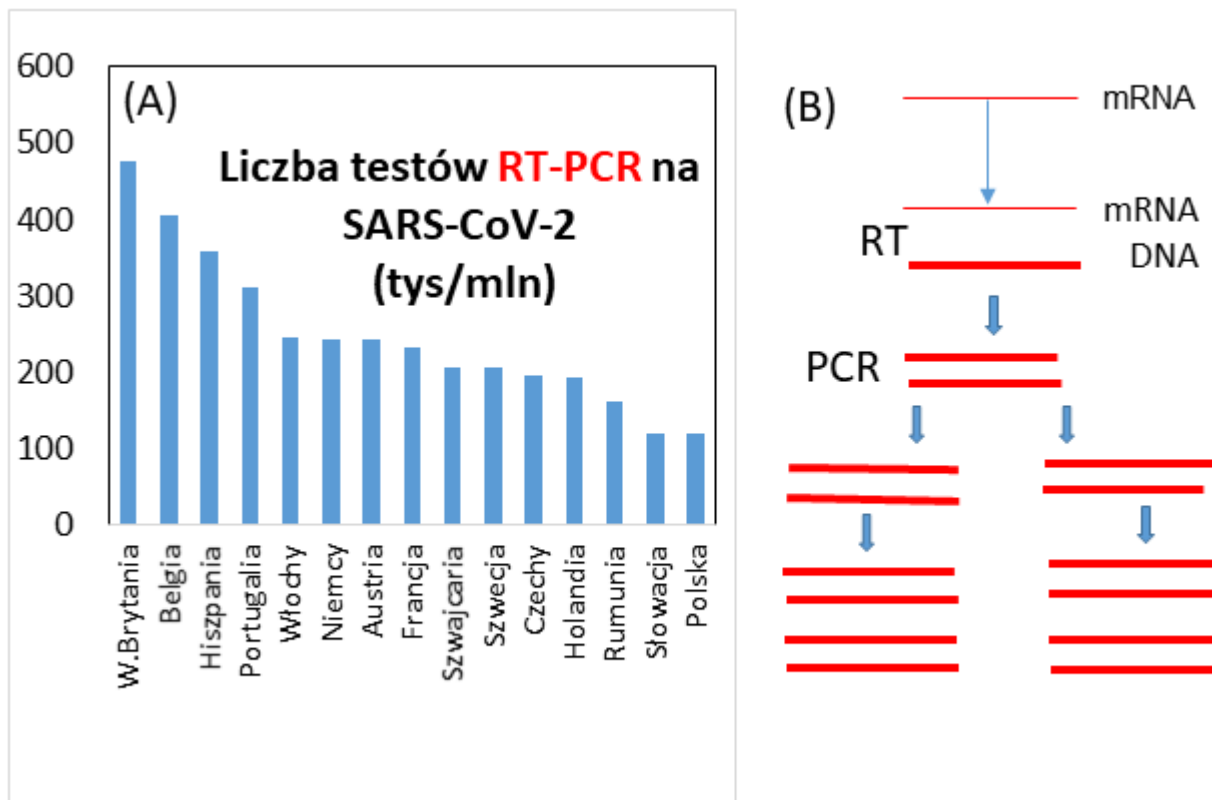 600
500
400
300
200
100
0
(A)
Liczba testów RT-PCR na
SARS-CoV-2
(tys/mln)
W.Brytania
Belgia
Hiszpania
Portugalia
Włochy
Niemcy
Austria
Francja
Szwajcaria
Szwecja
Czechy
Holandia
Rumunia
Słowacja
Polska
(B)
mRNA
mRNA
RT
DNA
PCR